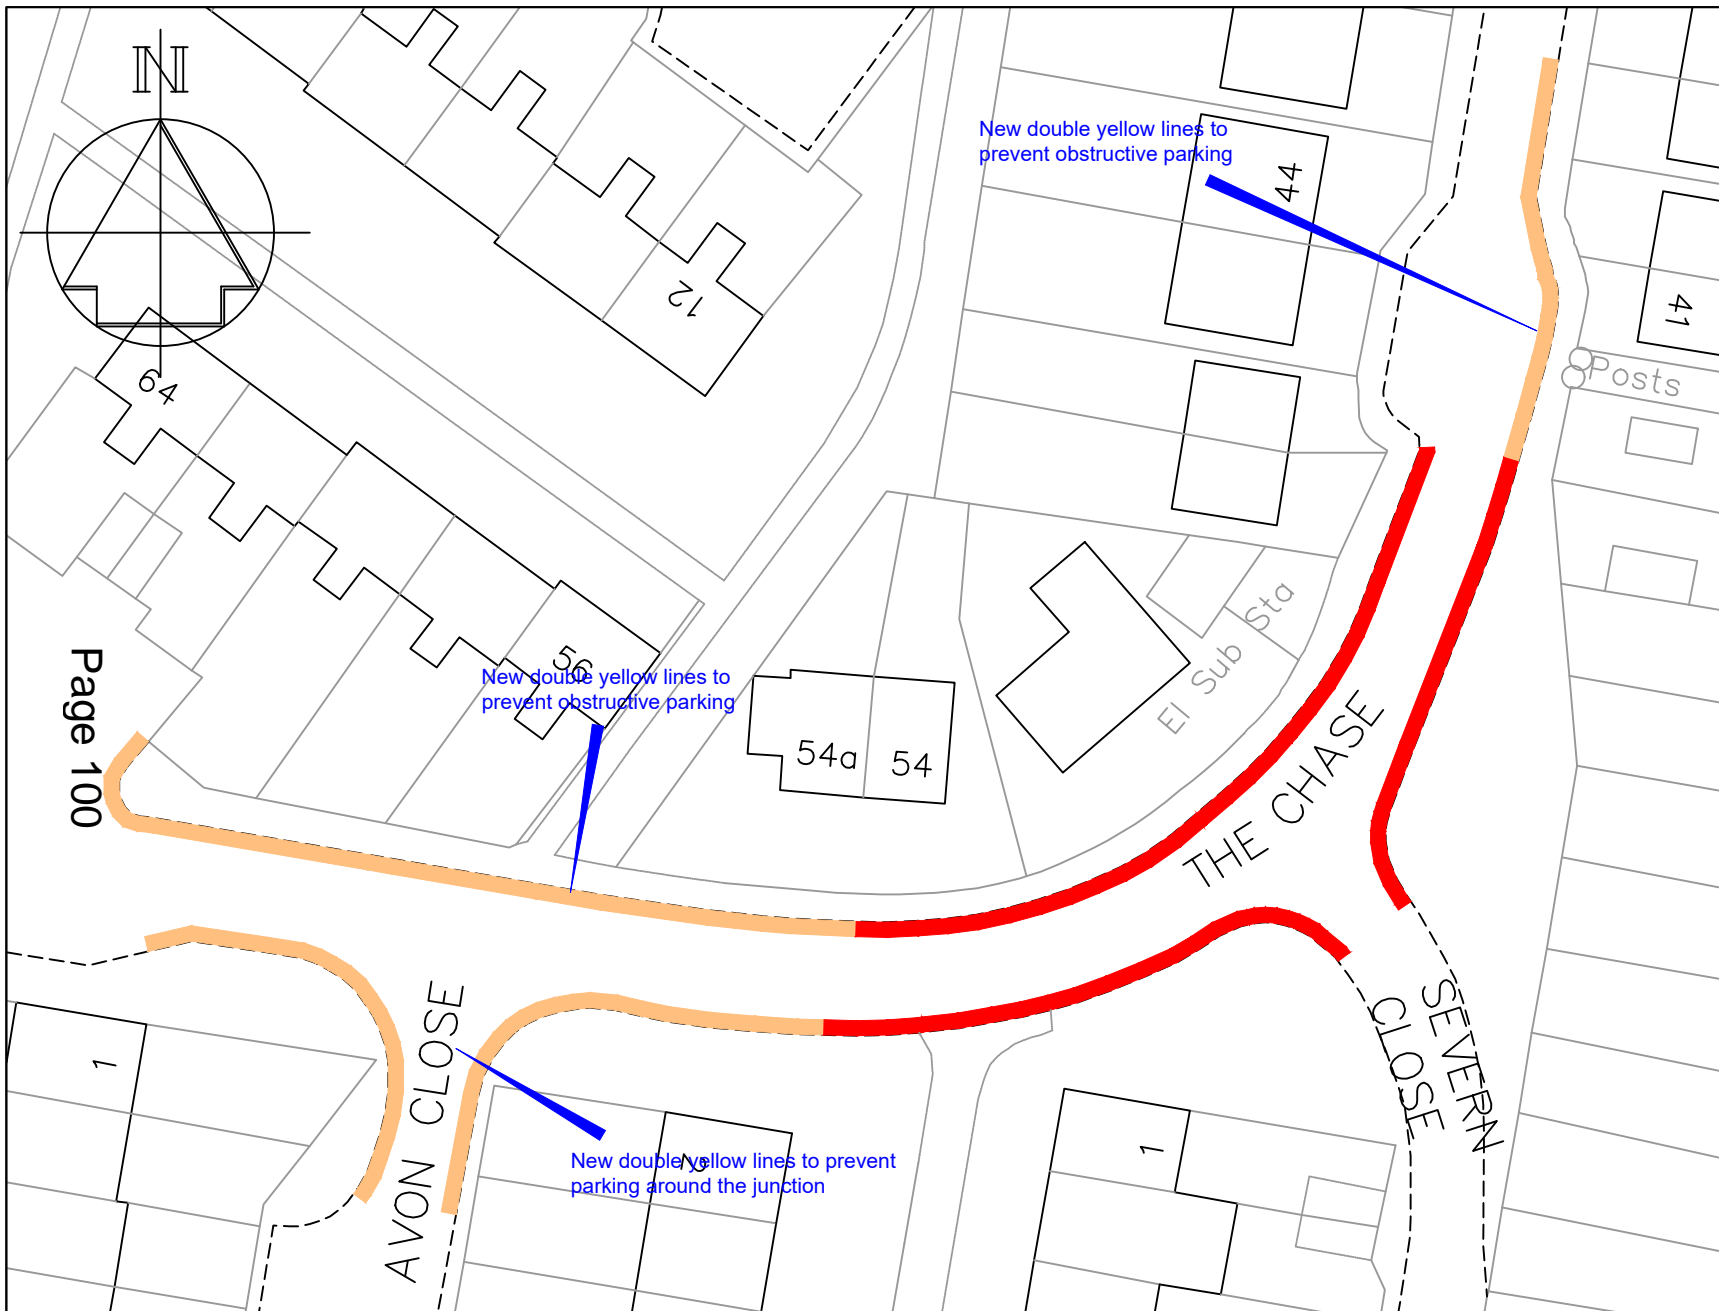 N
New double yellow lines to
prevent obstructive parking
44
12
41
Posts
64
Page 100
56
New double yellow lines to
prevent obstructive parking
54a
54
El Sub Sta
THE CHASE
SEVERN
CLOSE
AVON CLOSE
1
2
New double yellow lines to prevent
parking around the junction
1